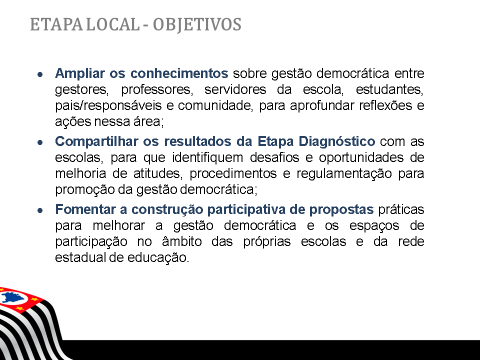 ETAPA LOCAL - OBJETIVOS
● Ampliar os conhecimentos sobre gestão democrática entre
gestores, professores, servidores da escola, estudantes,
pais/responsáveis e comunidade, para aprofundar reflexões e
ações nessa área;
● Compartilhar os resultados da Etapa Diagnóstico com as
escolas, para que identifiquem desafios e oportunidades de
melhoria de atitudes, procedimentos e regulamentação para
promoção da gestão democrática;
● Fomentar a construção participativa de propostas práticas
para melhorar a gestão democrática e os espaços de
participação no âmbito das próprias escolas e da rede
estadual de educação.